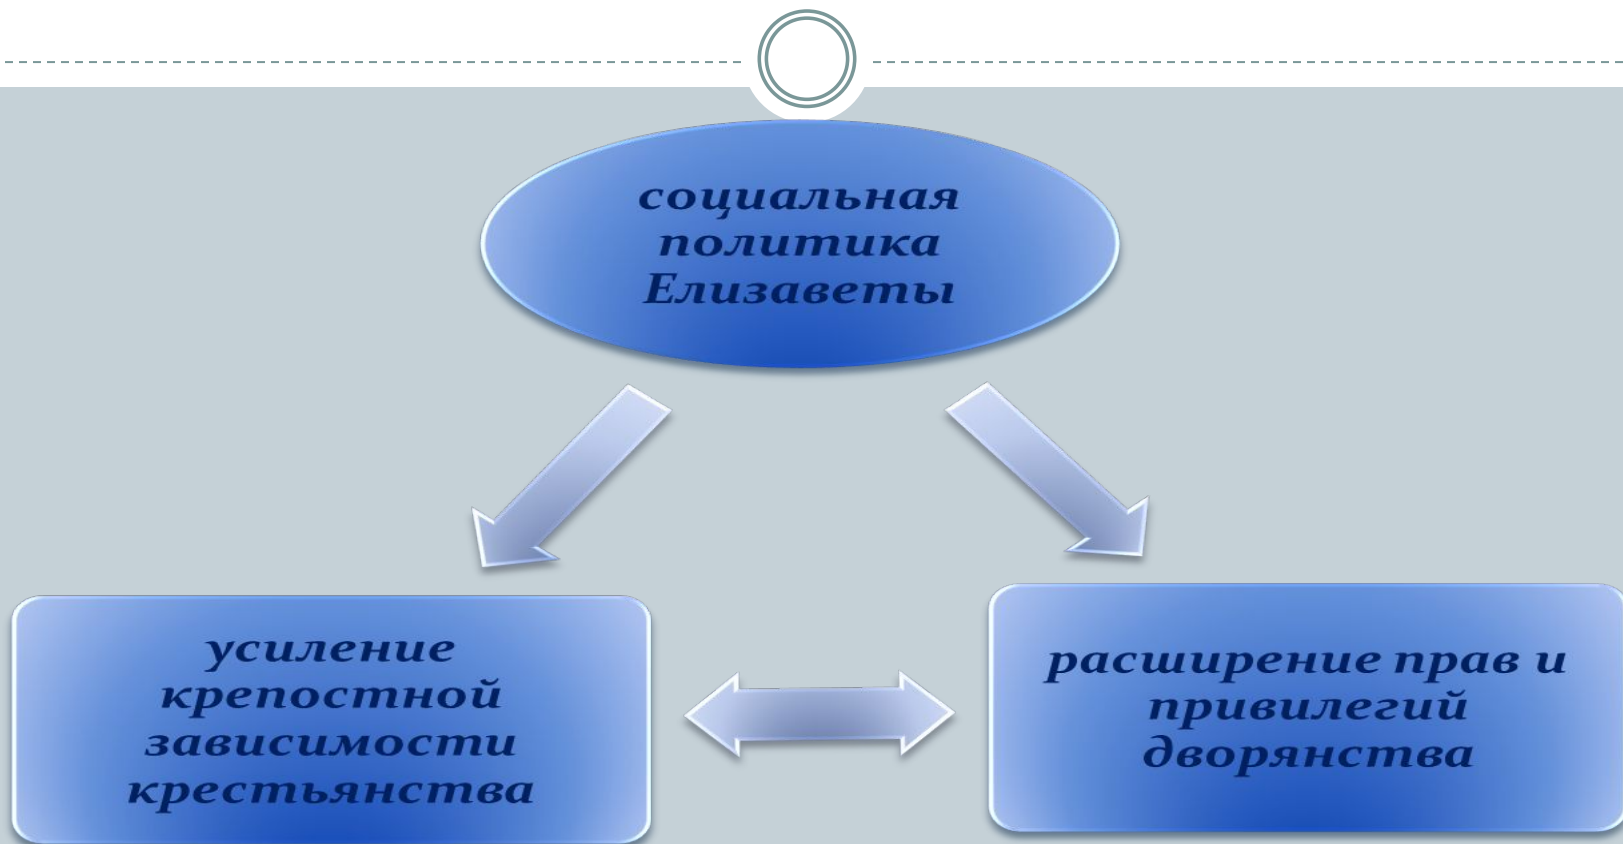 социальная
политика
Елизаветы
усиление
крепостной
зависимости
крестьянства
расширение прав и
привилегий
дворянства